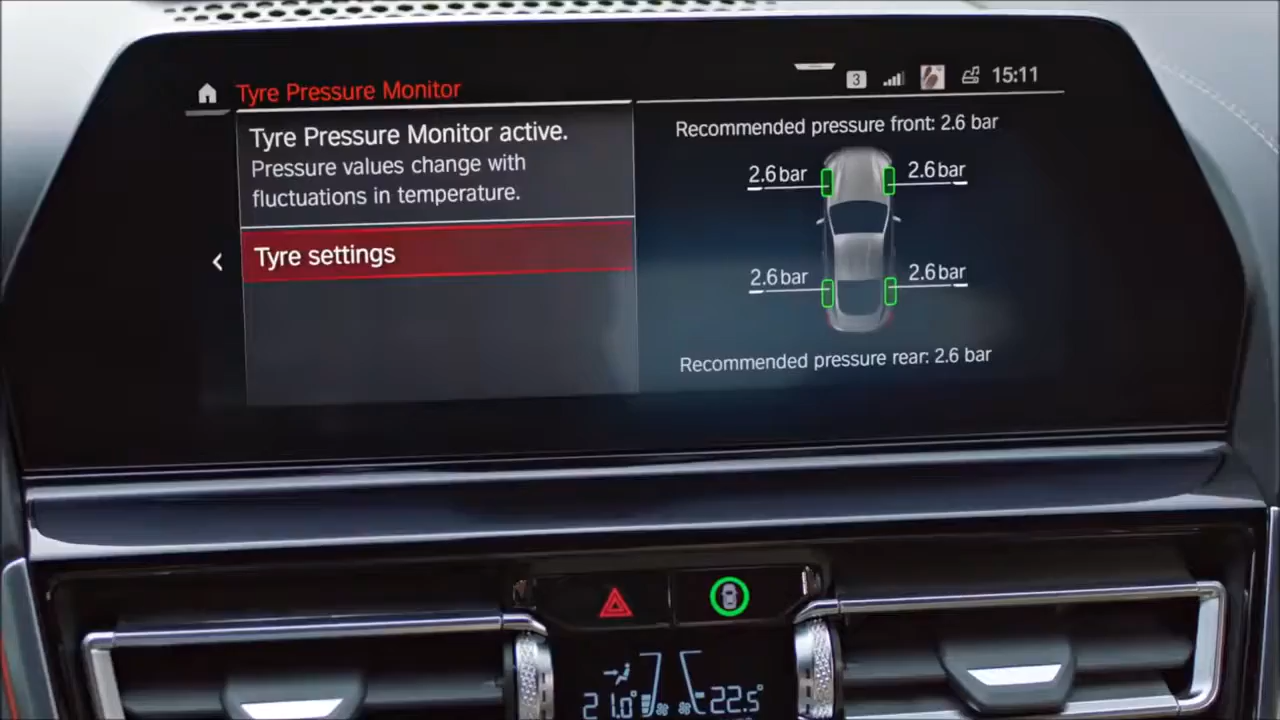 Tyre Pressure Monitor
3
15:11
Tyre Pressure Monitor active.
Pressure values change with
fluctuations in temperature.
Tyre settings
Recommended pressure front: 2.6 bar
2.6 bar
2.6 bar
2.6 bar
2.6 bar
Recommended pressure rear: 2.6 bar
21.0°
22.5°